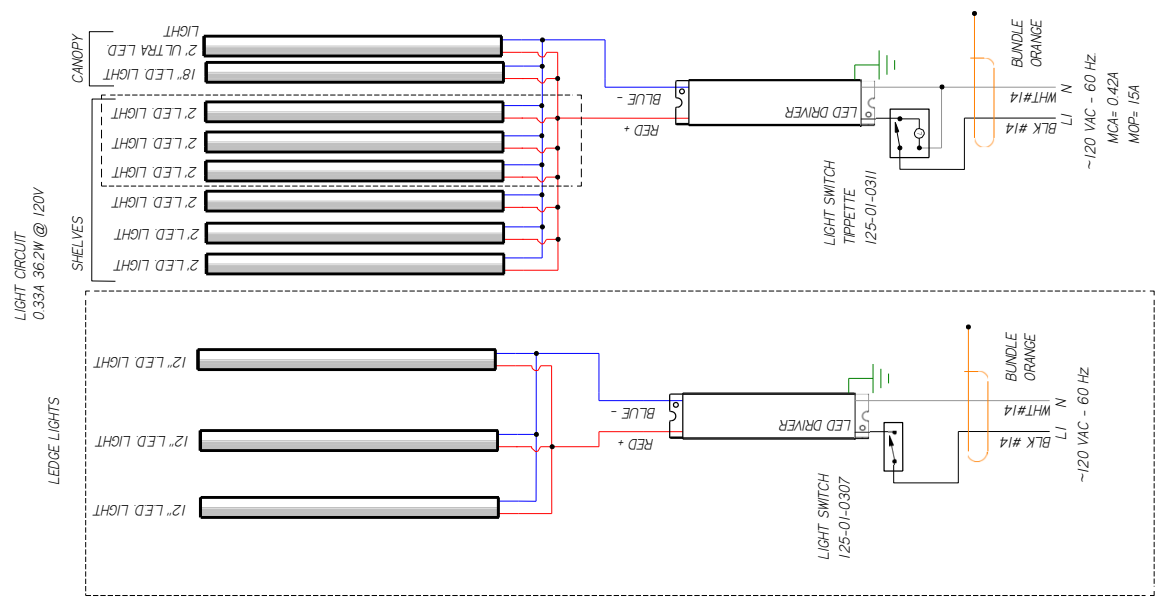 LIGHT CIRCUIT
0.33A 36.2W @ 120V
CANOPY
2' ULTRA LED.
LIGHT
18" LED. LIGHT
SHELVES
2' LED. LIGHT
2' LED. LIGHT
2' LED. LIGHT
2' LED. LIGHT
2' LED. LIGHT
2' LED. LIGHT
BLUE -
RED +
LED DRIVER
LIGHT SWITCH
TIPPETTE
125-01-0311
BUNDLE
ORANGE
WHT#14
N
BLK #14
L1
~120 VAC - 60 Hz.
MCA= 0.42A
MOP= 15A
LEDGE LIGHTS
12" LED. LIGHT
12" LED. LIGHT
12" LED. LIGHT
BLUE -
RED +
LED DRIVER
LIGHT SWITCH
125-01-0307
BUNDLE
ORANGE
WHT#14
N
BLK #14
L1
~120 VAC - 60 Hz